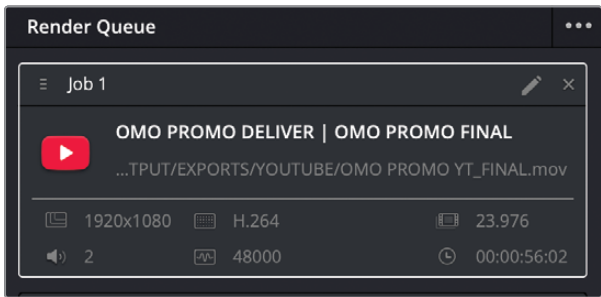 Render Queue
Job 1
OMO PROMO DELIVER | OMO PROMO FINAL
...TPUT/EXPORTS/YOUTUBE/OMO PROMO YT_FINAL.mov
1920x1080 H.264 23.976
2 48000 00:00:56:02